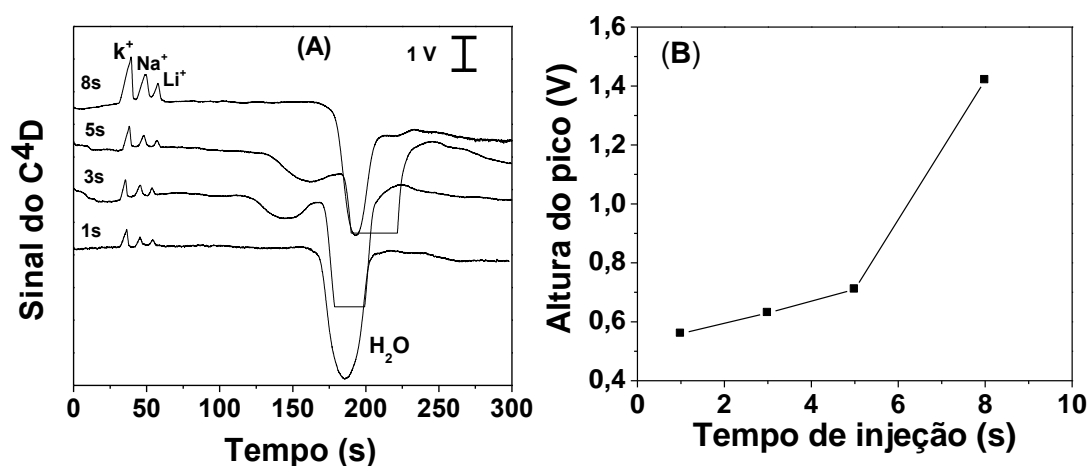 (A)
1 V
k+
Na+
Li+
8s
5s
3s
1s
H2O
Sinal do C4D
0 50 100 150 200 250 300
Tempo (s)
(B)
1,6
1,4
1,2
1,0
0,8
0,6
0,4
Altura do pico (V)
0 2 4 6 8 10
Tempo de injeção (s)